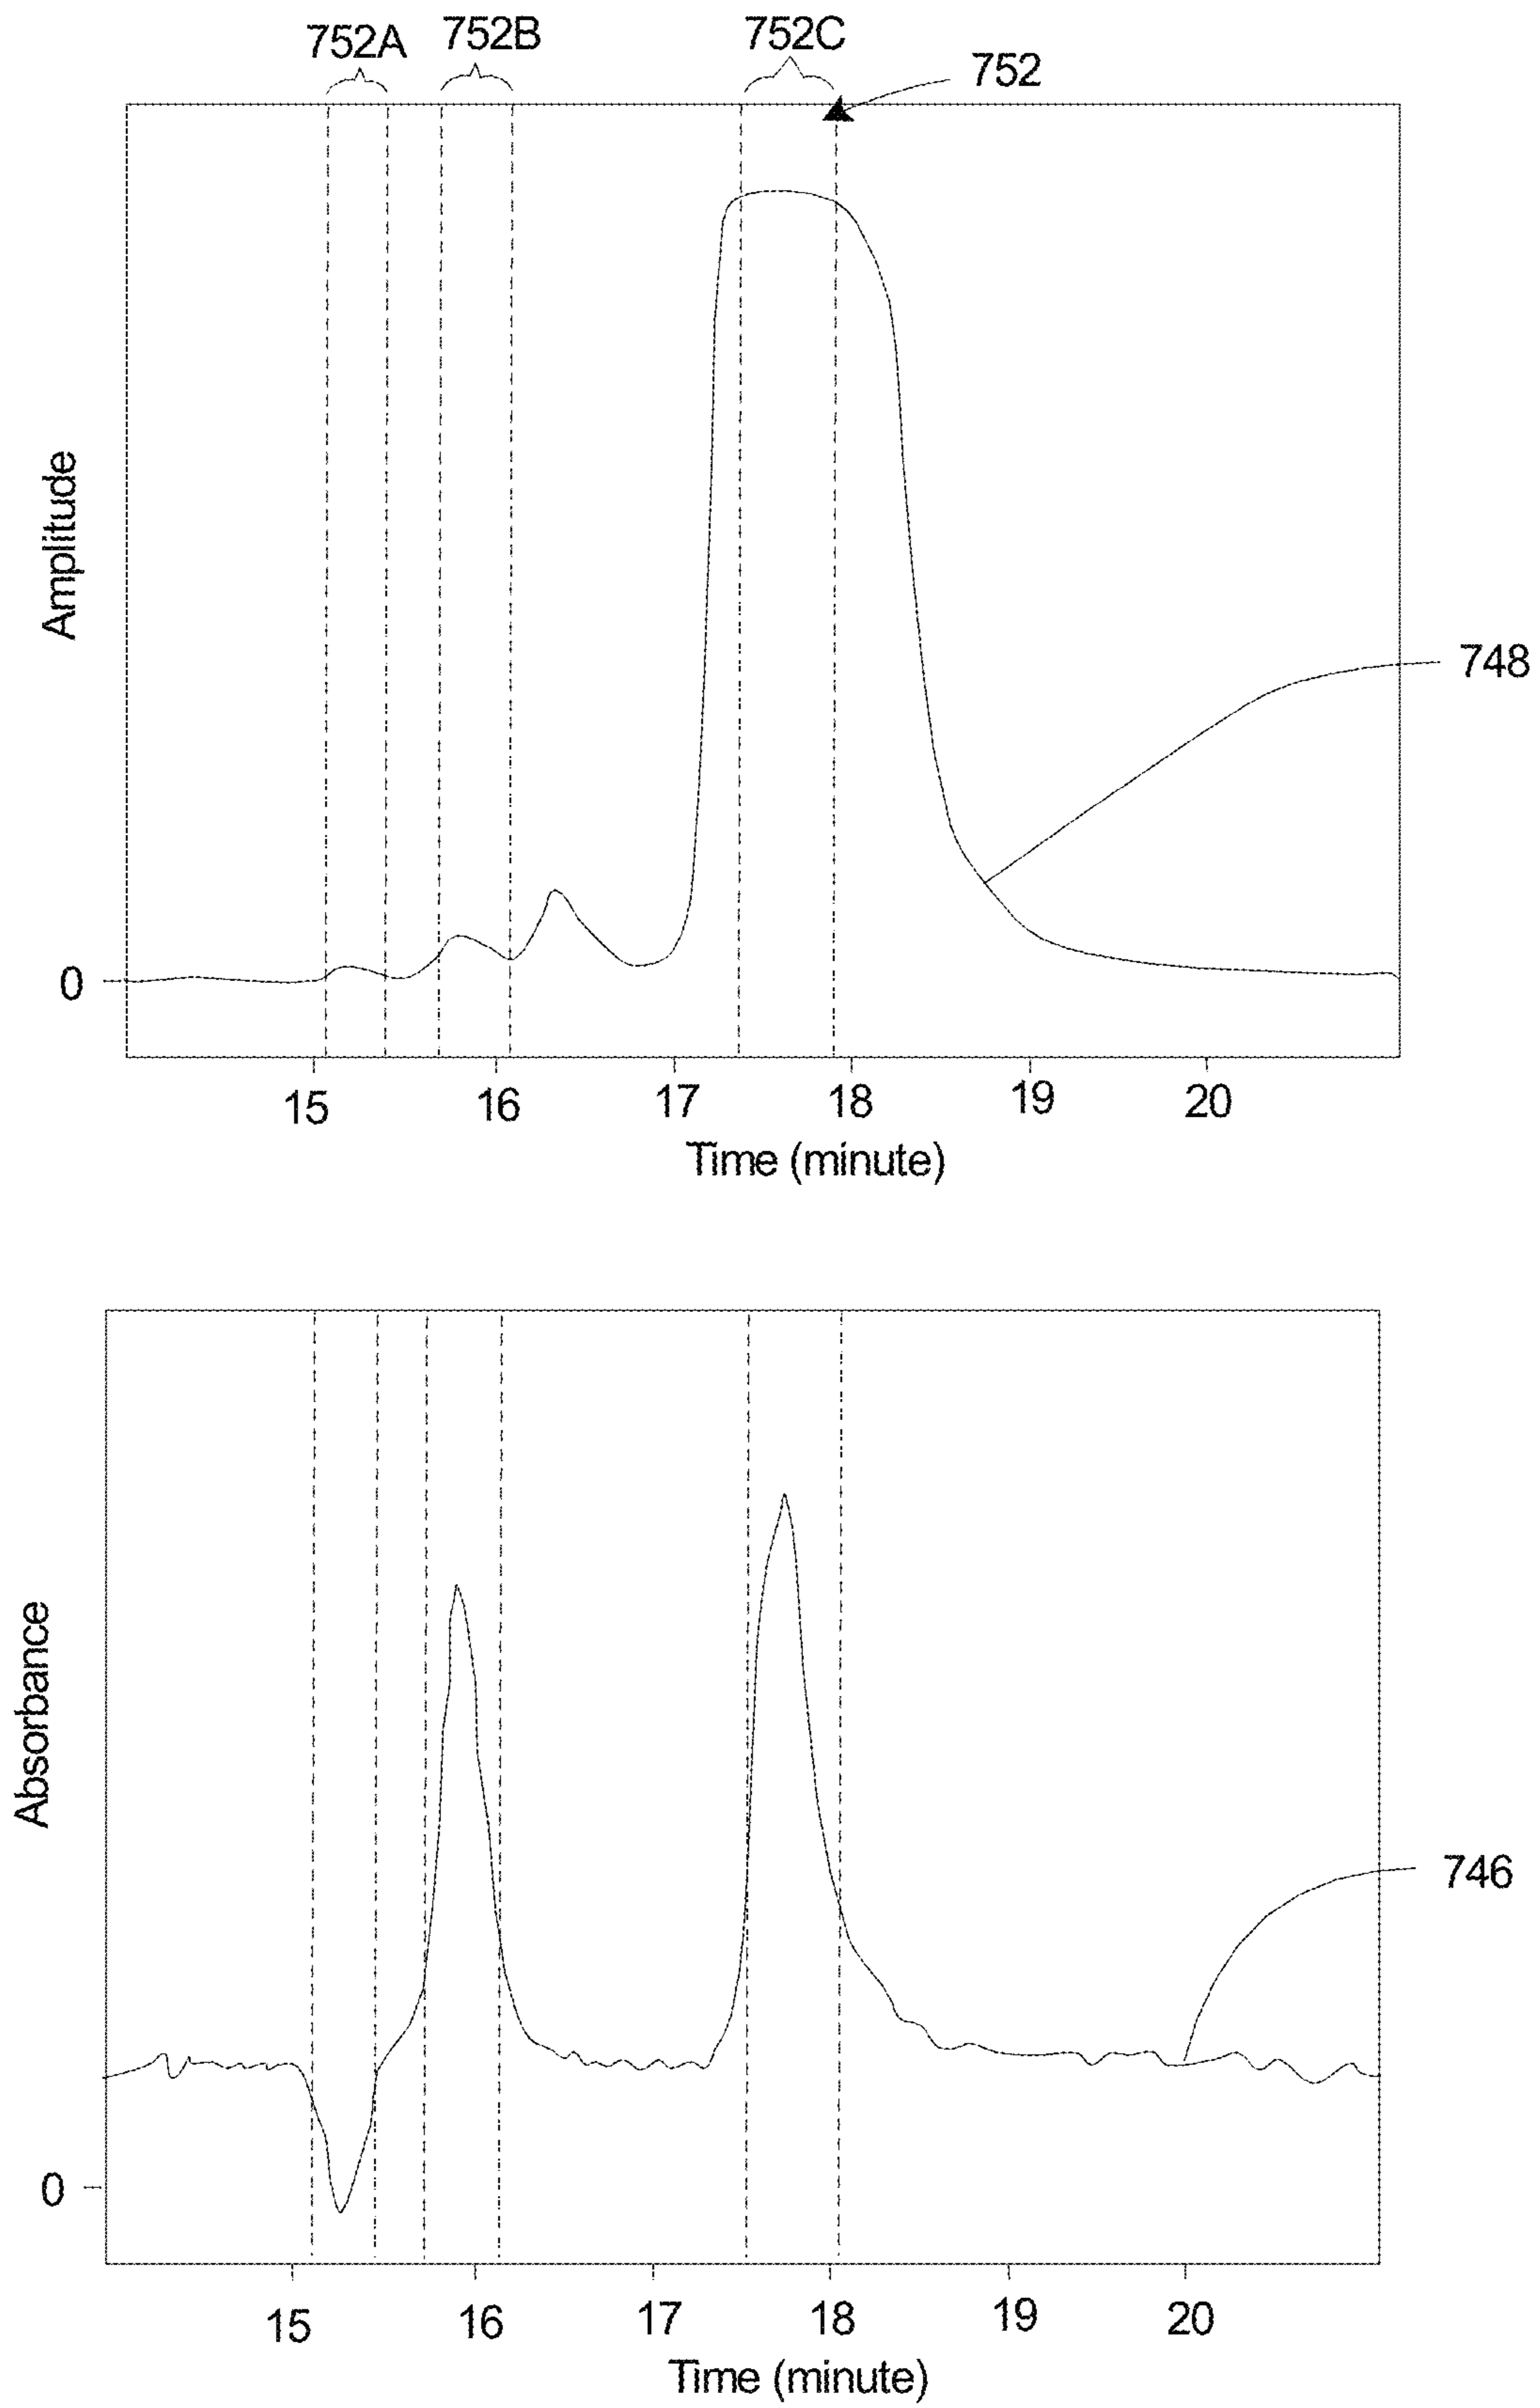 752A 752B 752C 752
Amplitude
748
0
15 16 17 18 19 20
Time (minute)
Absorbance
746
0
15 16 17 18 19 20
Time (minute)